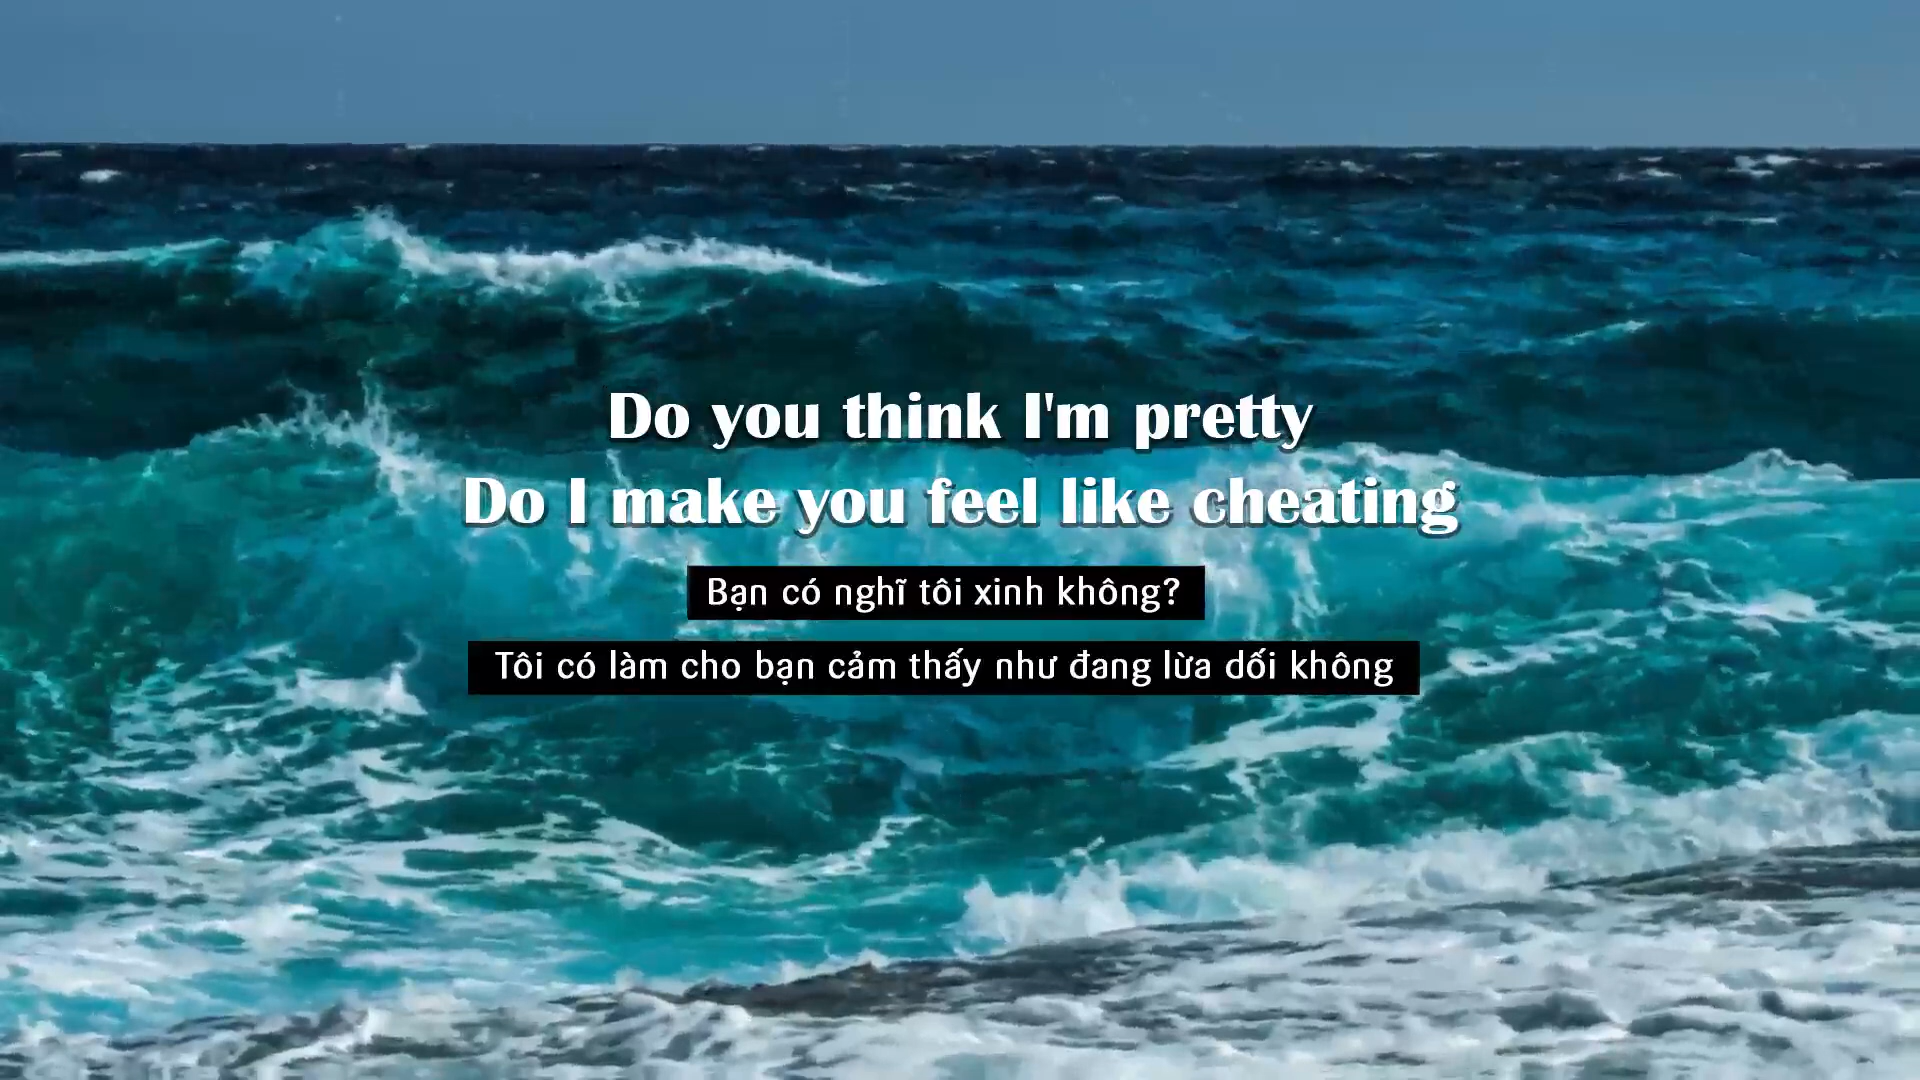 Do you think I'm pretty
Do I make you feel like cheating
Bạn có nghĩ tôi xinh không?
Tôi có làm cho bạn cảm thấy như đang lừa dối không